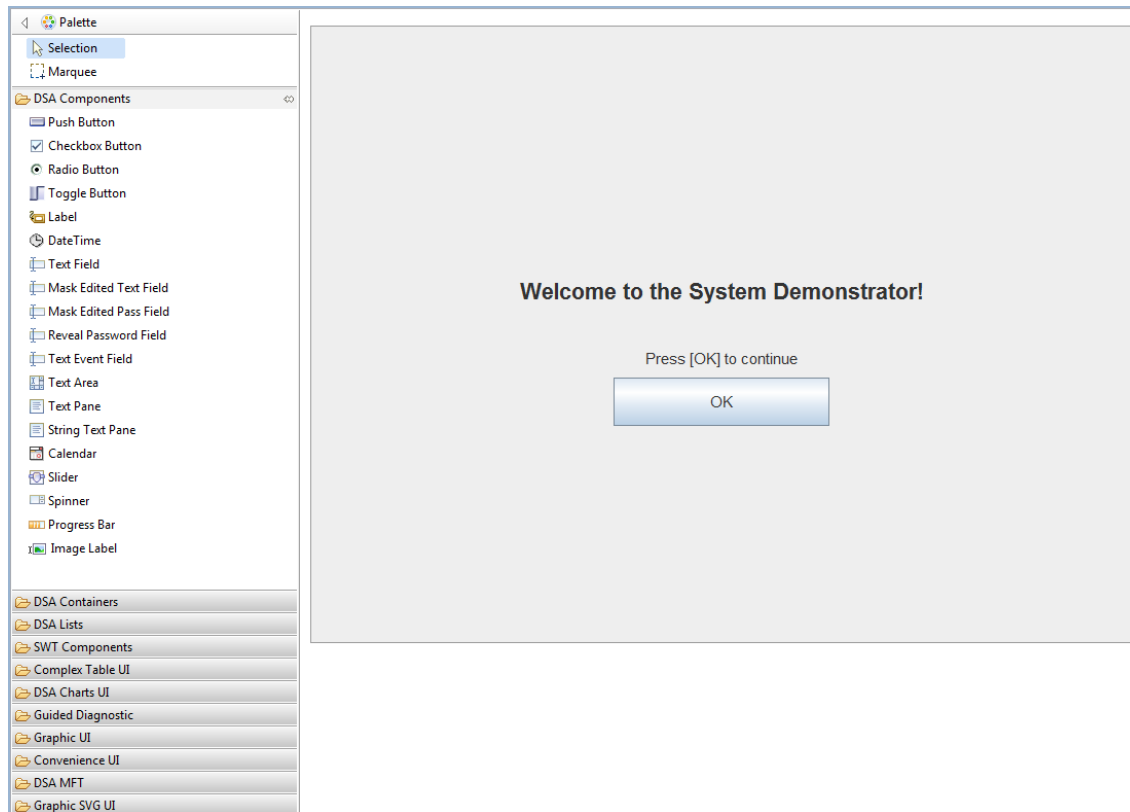 Palette
Selection
Marquee
DSA Components
Push Button
Checkbox Button
Radio Button
Toggle Button
Label
DateTime
Text Field
Mask Edited Text Field
Mask Edited Pass Field
Reveal Password Field
Text Event Field
Text Area
Text Pane
String Text Pane
Calendar
Slider
Spinner
Progress Bar
Image Label
DSA Containers
DSA Lists
SWT Components
Complex Table UI
DSA Charts UI
Guided Diagnostic
Graphic UI
Convenience UI
DSA MFT
Graphic SVG UI
Welcome to the System Demonstrator!
Press [OK] to continue
OK